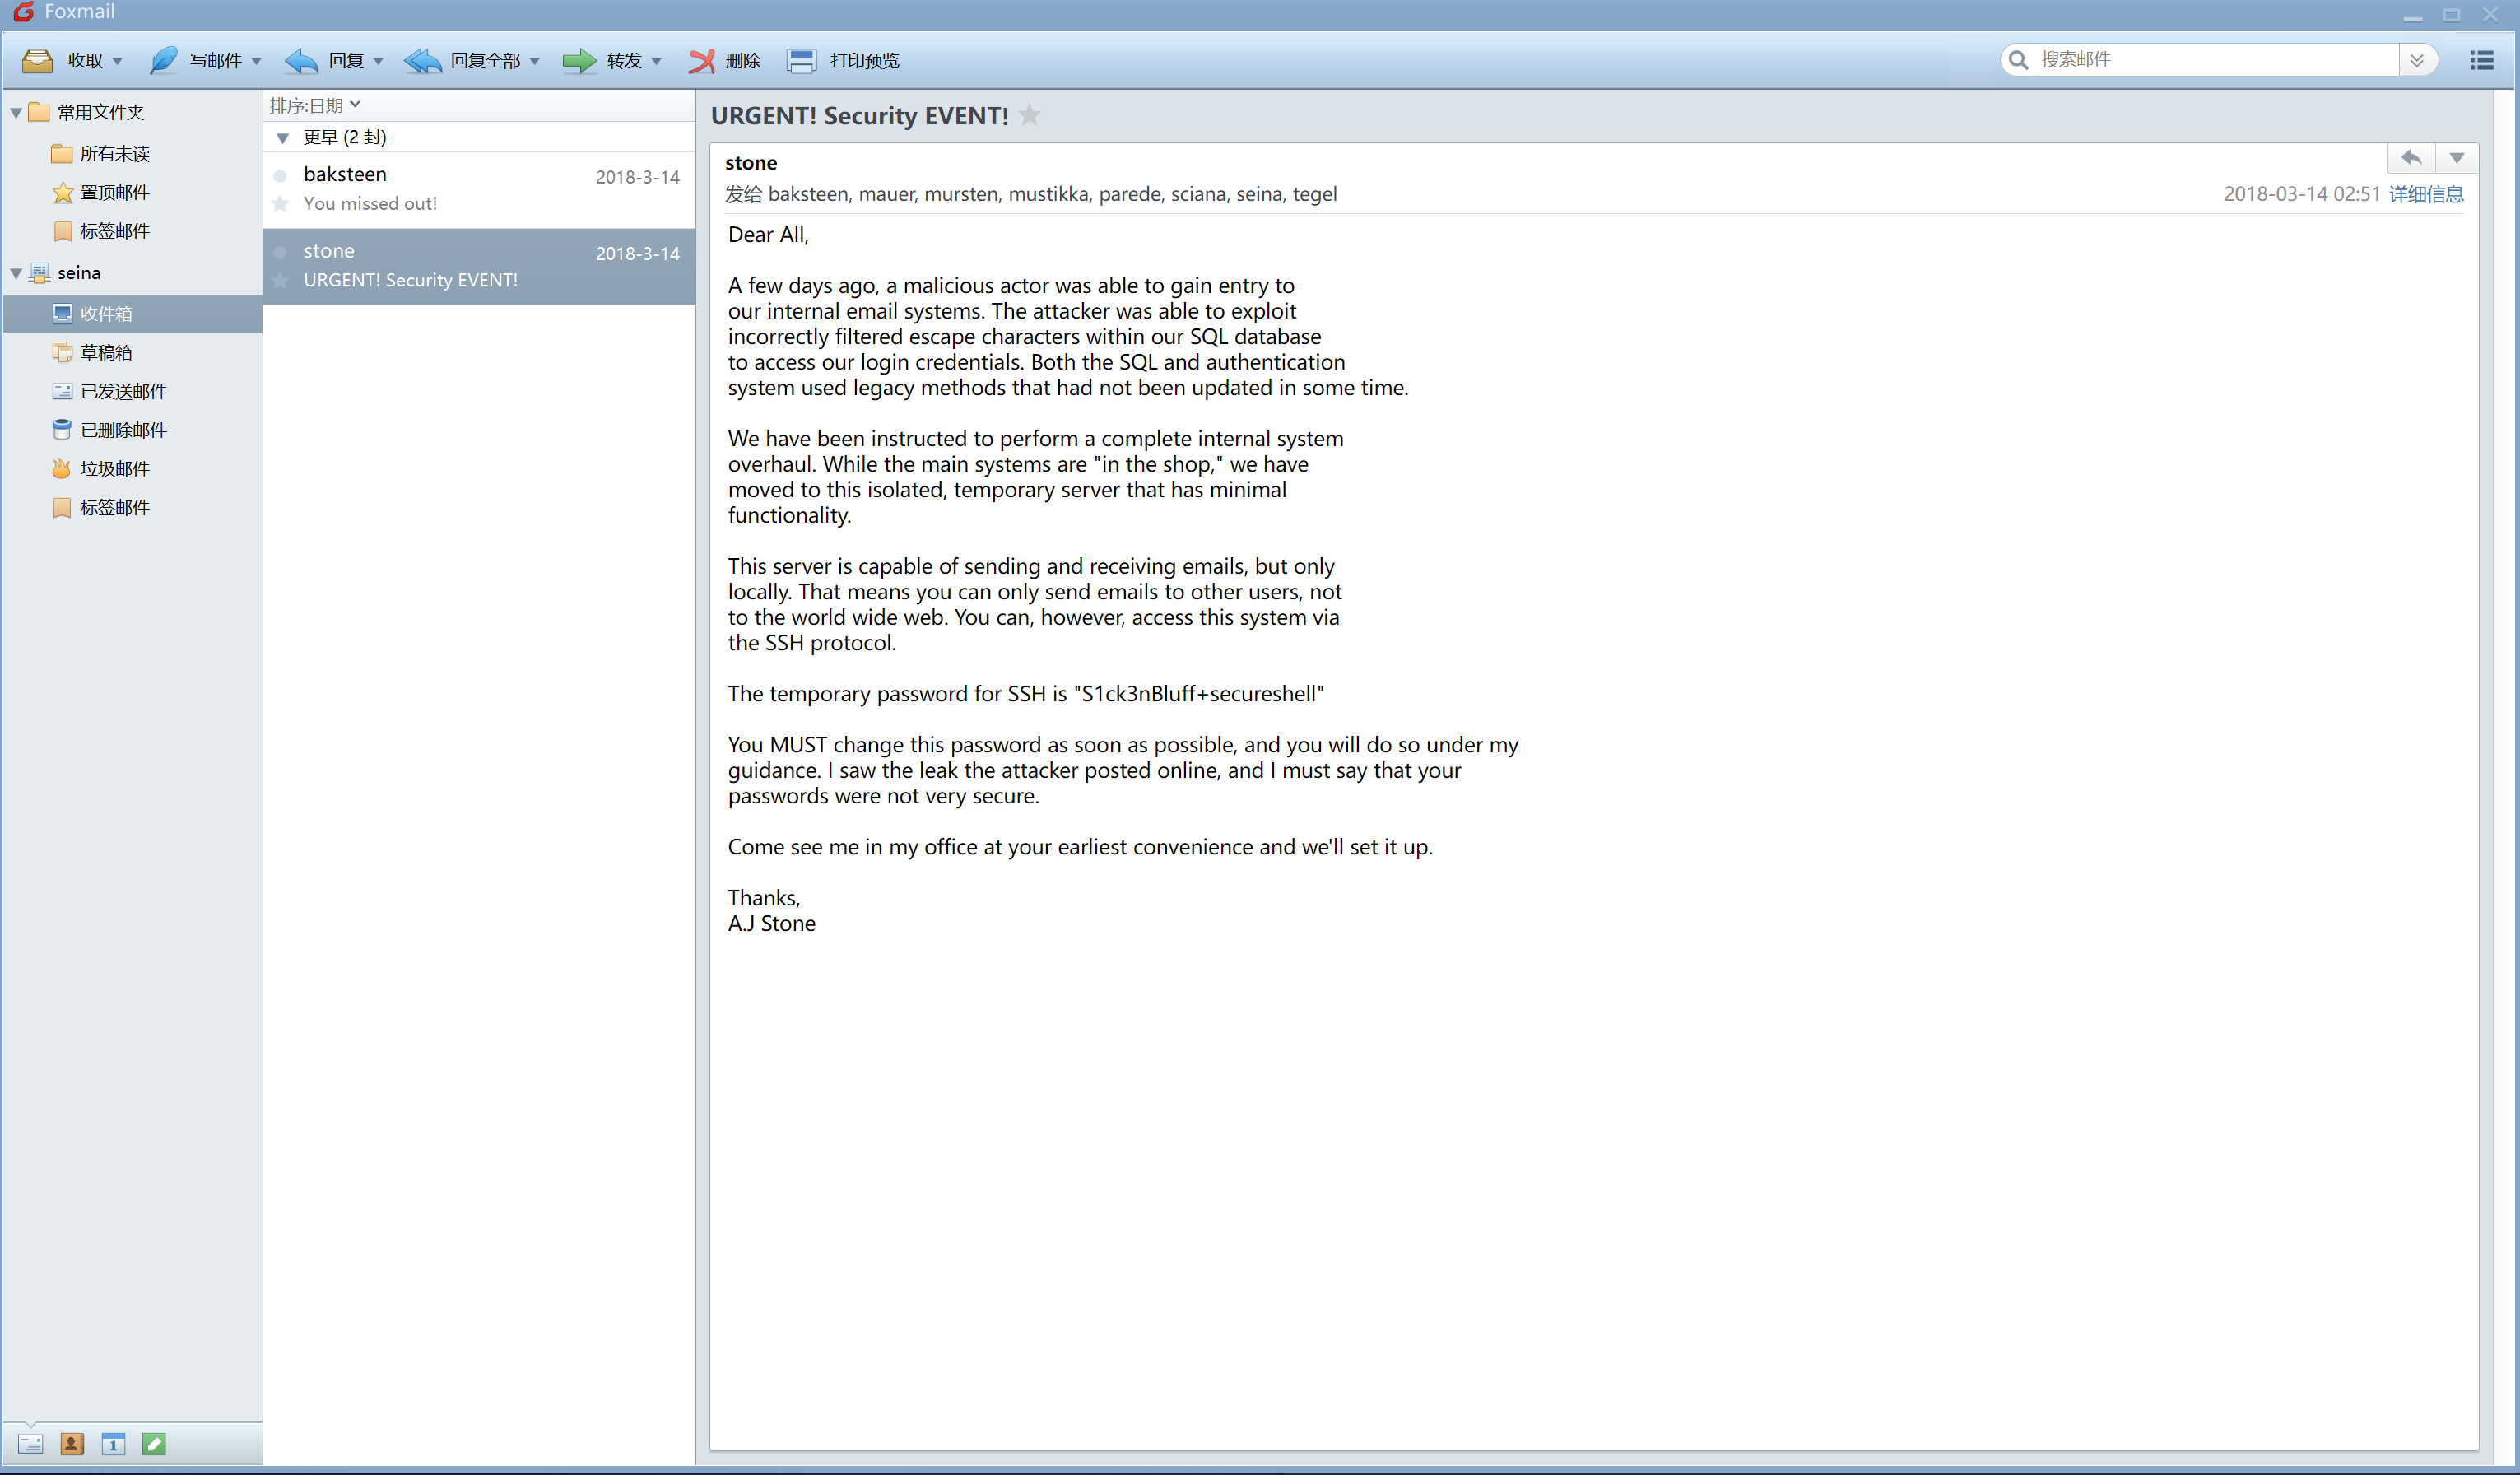 Foxmail
收取 写邮件 回复 回复全部 转发 删除 打印预览 搜索邮件
常用文件夹
所有未读
置顶邮件
标签邮件
seina
收件箱
草稿箱
已发送邮件
已删除邮件
垃圾邮件
标签邮件
1
排序:日期
更早 (2 封)
baksteen 2018-3-14
You missed out!
stone 2018-3-14
URGENT! Security EVENT!
URGENT! Security EVENT!
stone
发给 baksteen, mauer, mursten, mustikka, parede, sciana, seina, tegel 2018-03-14 02:51 详细信息
Dear All,
A few days ago, a malicious actor was able to gain entry to
our internal email systems. The attacker was able to exploit
incorrectly filtered escape characters within our SQL database
to access our login credentials. Both the SQL and authentication
system used legacy methods that had not been updated in some time.
We have been instructed to perform a complete internal system
overhaul. While the main systems are "in the shop," we have
moved to this isolated, temporary server that has minimal
functionality.
This server is capable of sending and receiving emails, but only
locally. That means you can only send emails to other users, not
to the world wide web. You can, however, access this system via
the SSH protocol.
The temporary password for SSH is "S1ck3nBluff+secureshell"
You MUST change this password as soon as possible, and you will do so under my
guidance. I saw the leak the attacker posted online, and I must say that your
passwords were not very secure.
Come see me in my office at your earliest convenience and we'll set it up.
Thanks,
A.J Stone